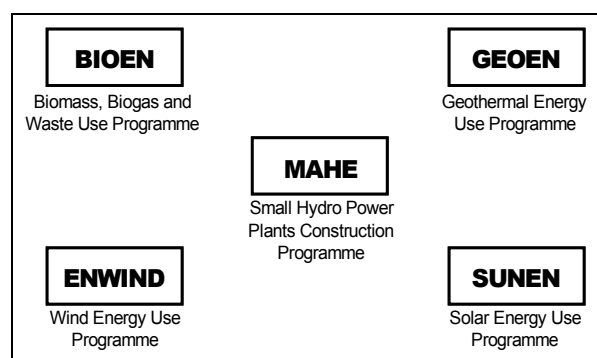 BIOEN
Biomass, Biogas and
Waste Use Programme
GEOEN
Geothermal Energy
Use Programme
MAHE
Small Hydro Power
Plants Construction
Programme
ENWIND
Wind Energy Use
Programme
SUNEN
Solar Energy Use
Programme